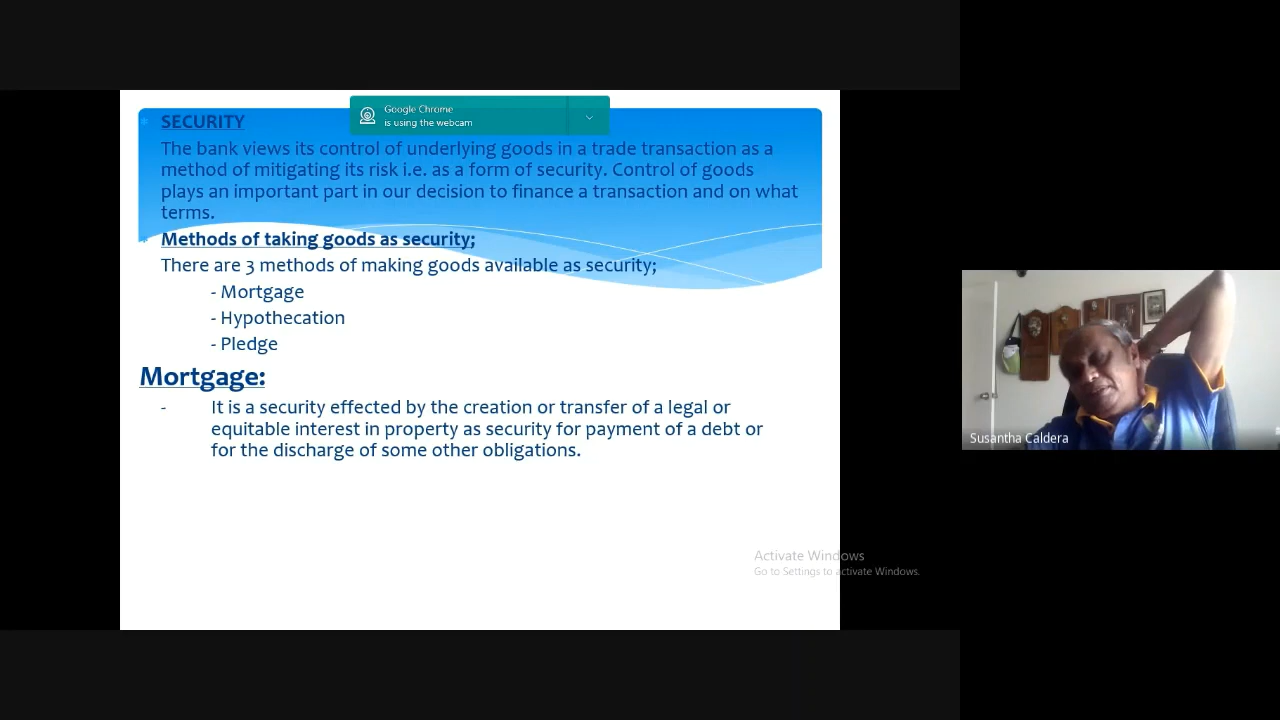 Google Chrome
is using the webcam
SECURITY
The bank views its control of underlying goods in a trade transaction as a
method of mitigating its risk i.e. as a form of security. Control of goods
plays an important part in our decision to finance a transaction and on what
terms.
Methods of taking goods as security;
There are 3 methods of making goods available as security;
- Mortgage
- Hypothecation
- Pledge
Mortgage:
- It is a security effected by the creation or transfer of a legal or
equitable interest in property as security for payment of a debt or
for the discharge of some other obligations.
Susantha Caldera
Activate Windows
Go to Settings to activate Windows.